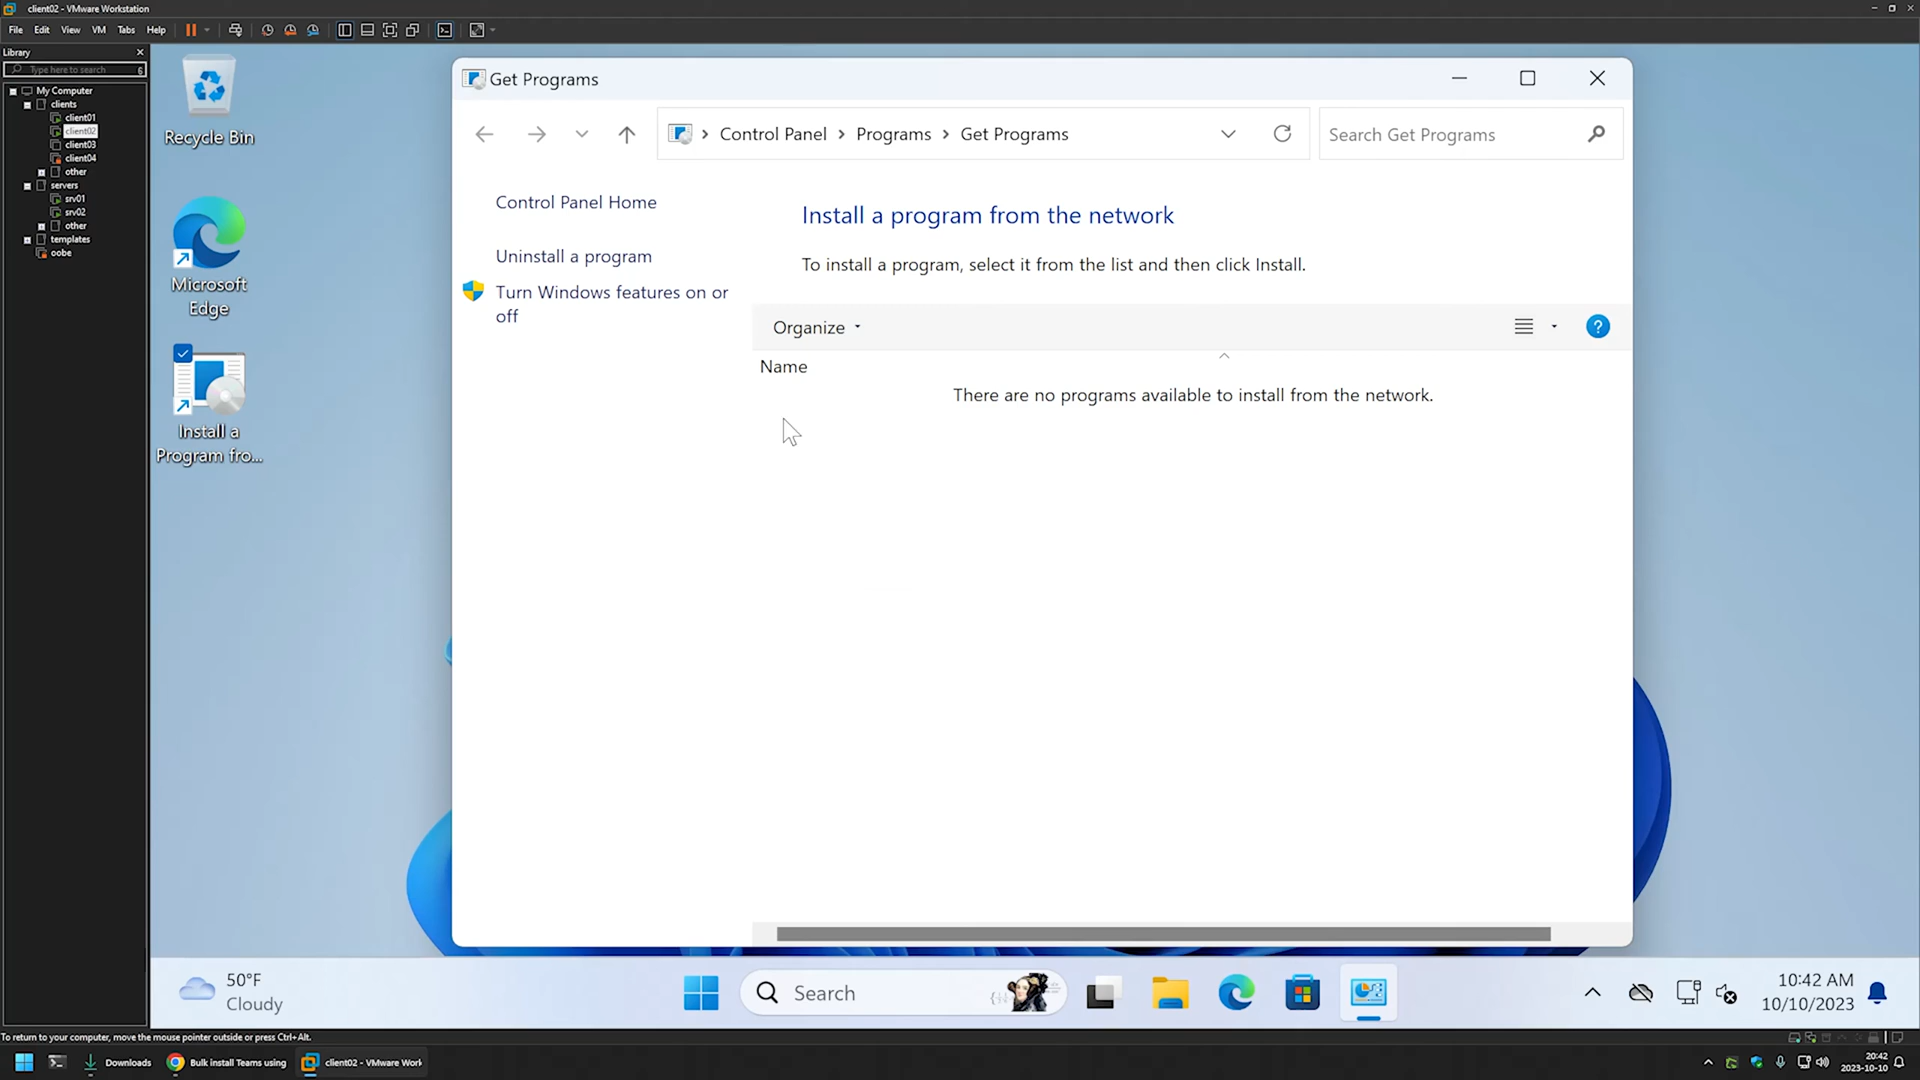 client02 - VMware Workstation
File Edit View VM Tabs Help
Library
Type here to search
My Computer
clients
client01
client02
client03
client04
other
servers
srv01
srv02
other
templates
oobe
Recycle Bin
Microsoft
Edge
Install a
Program fro...
Get Programs
Control Panel
Programs
Get Programs
Search Get Programs
Control Panel Home
Uninstall a program
Turn Windows features on or
off
Install a program from the network
To install a program, select it from the list and then click Install.
Organize
Name
There are no programs available to install from the network.
50°F
Cloudy
Search
10:42 AM
10/10/2023
To return to your computer, move the mouse pointer outside or press Ctrl+Alt.
Downloads
Bulk install Teams using
client02 - VMware Work
20:42
2023-10-10